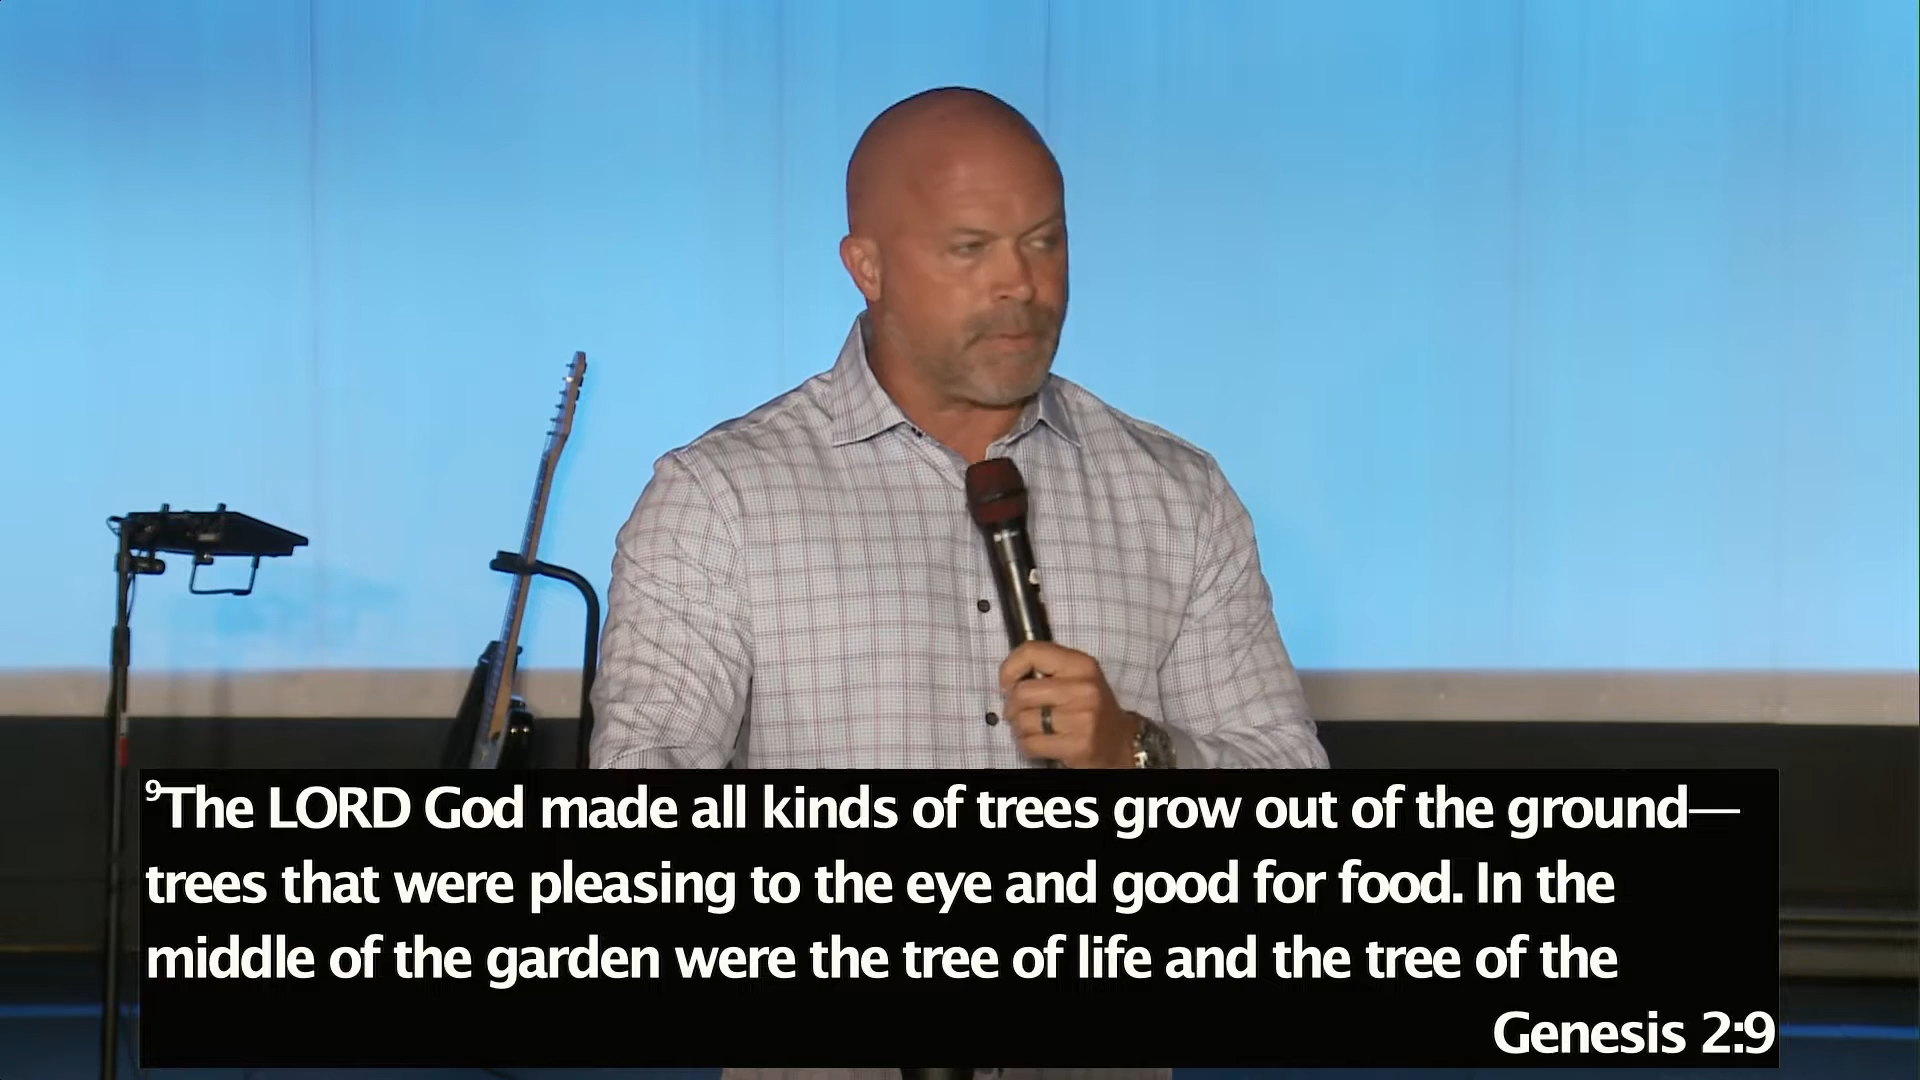 ⁹The LORD God made all kinds of trees grow out of the ground—
trees that were pleasing to the eye and good for food. In the
middle of the garden were the tree of life and the tree of the
Genesis 2:9